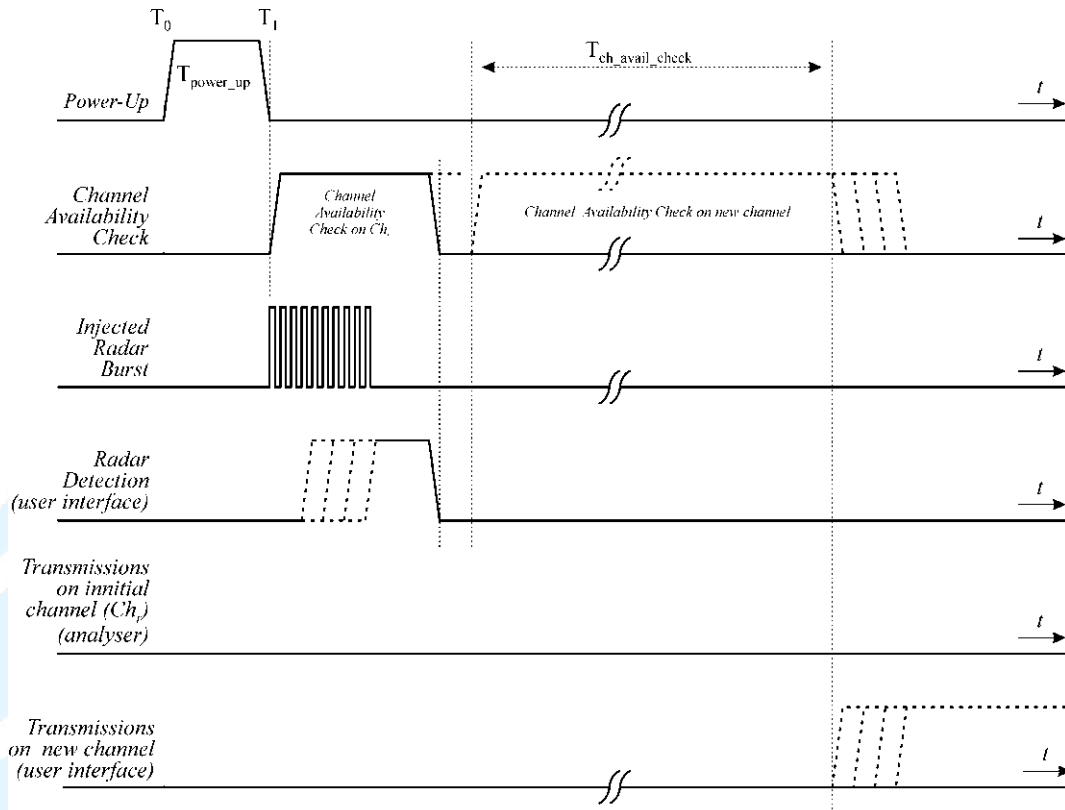 T0 T1
Tch_avail_check
Tpower_up
t
Power-Up
Channel
Availability
Check
Channel
Availability
Check on Chr
Channel Availability Check on new channel
t
Injected
Radar
Burst
t
Radar
Detection
(user interface)
t
Transmissions
on innitial
channel (Chr)
(analyser)
t
Transmissions
on new channel
(user interface)
t